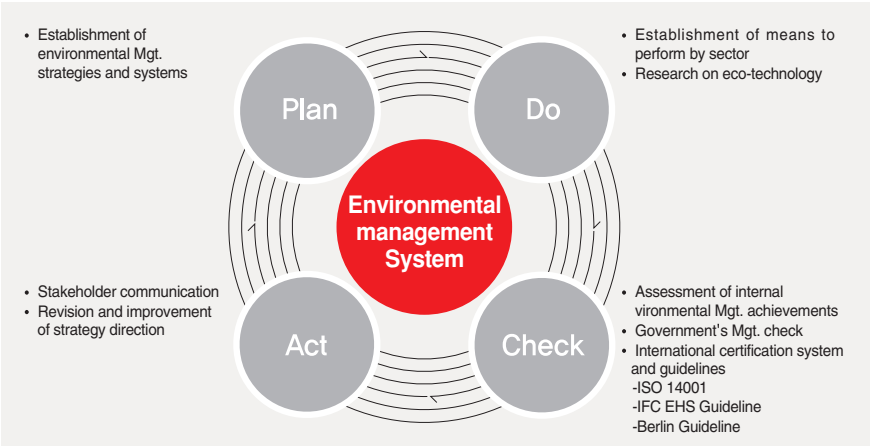 • Establishment of
environmental Mgt.
strategies and systems
Plan
Do
• Establishment of means to
perform by sector
• Research on eco-technology
Environmental
management
System
• Stakeholder communication
• Revision and improvement
of strategy direction
Act
Check
• Assessment of internal
vironmental Mgt. achievements
• Government's Mgt. check
• International certification system
and guidelines
-ISO 14001
-IFC EHS Guideline
-Berlin Guideline